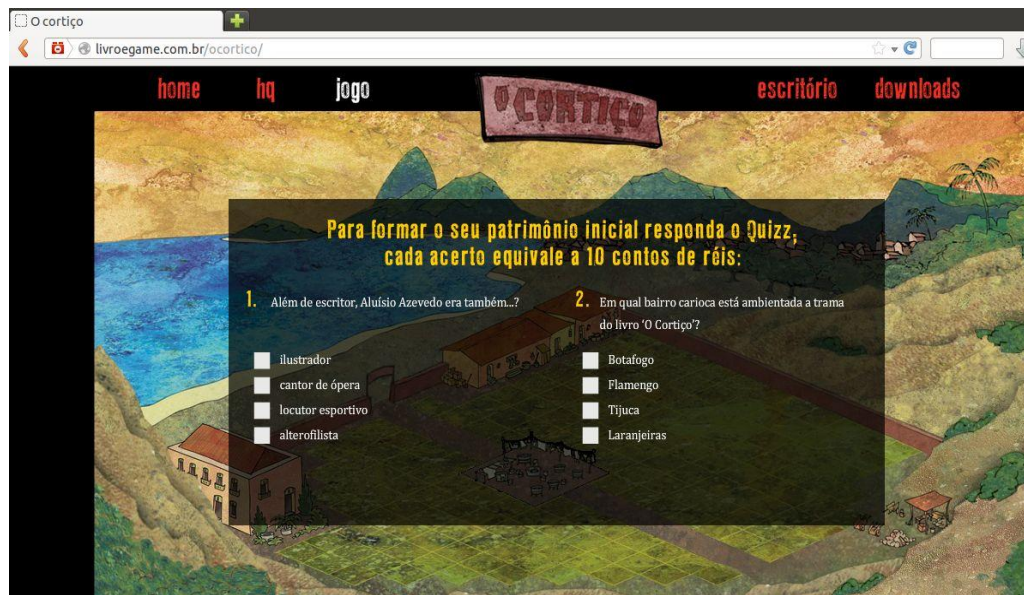 O cortiço
livroegame.com.br/ocortico/
home hq jogo O CORTIÇO escritório downloads
Para formar o seu patrimônio inicial responda o Quizz,
cada acerto equivale a 10 contos de réis:
1. Além de escritor, Aluísio Azevedo era também...?
ilustrador
cantor de ópera
locutor esportivo
alterofilista
2. Em qual bairro carioca está ambientada a trama
do livro ‘O Cortiço’?
Botafogo
Flamengo
Tijuca
Laranjeiras